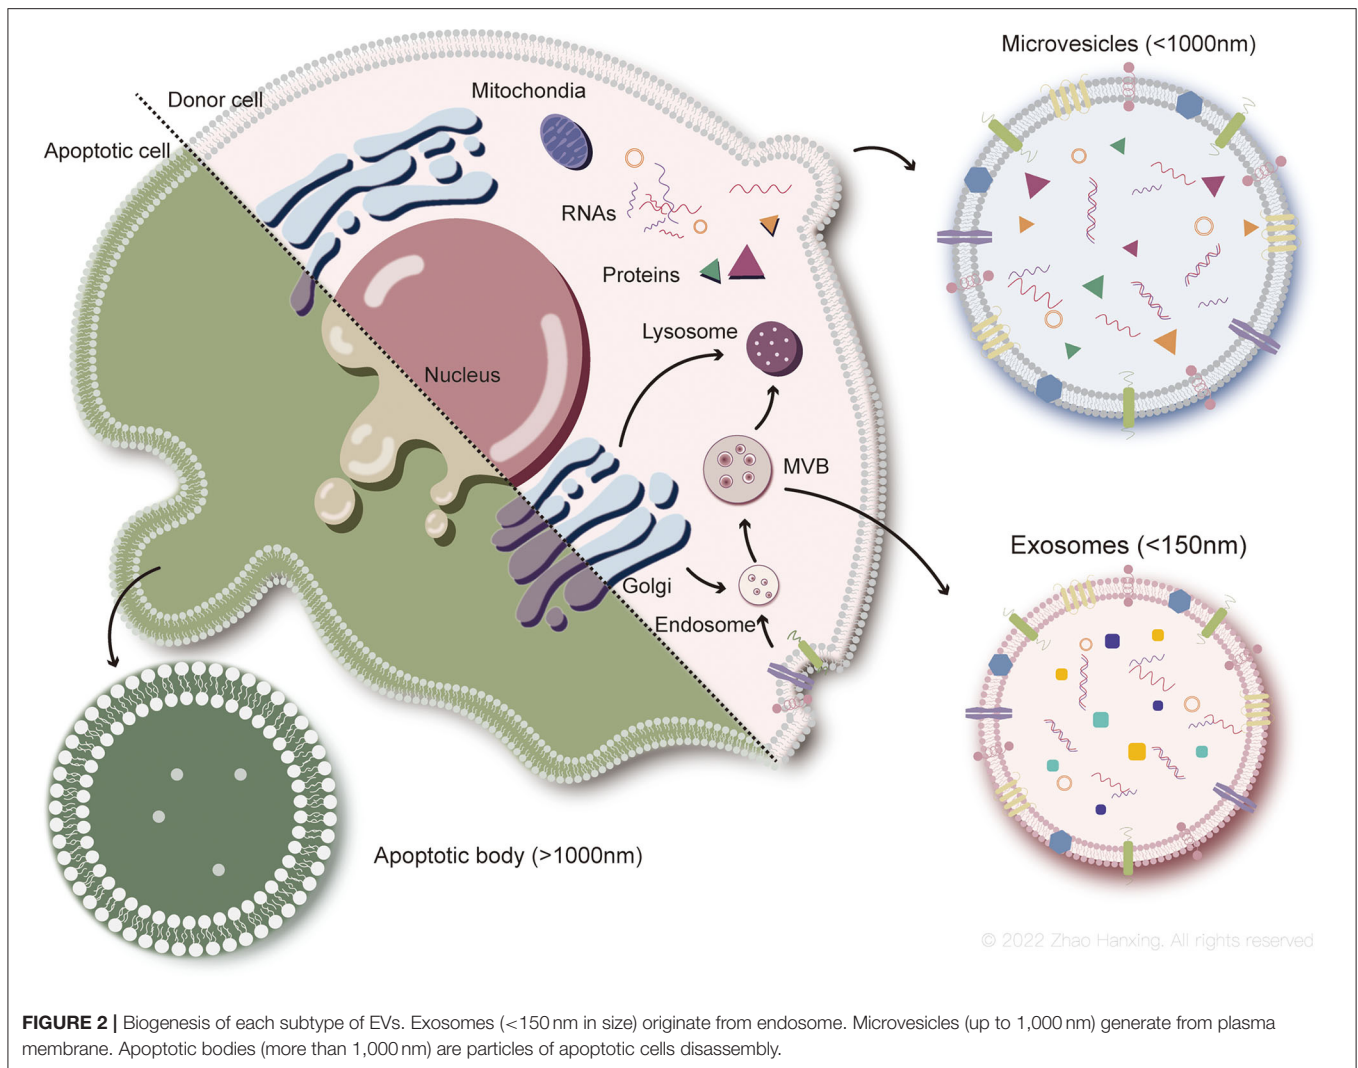 Microvesicles (<1000nm)
Donor cell
Mitochondia
Apoptotic cell
RNAs
Proteins
Lysosome
Nucleus
MVB
Exosomes (<150nm)
Golgi
Endosome
Apoptotic body (>1000nm)
© 2022 Zhao Hanxing. All rights reserved
FIGURE 2 | Biogenesis of each subtype of EVs. Exosomes (<150 nm in size) originate from endosome. Microvesicles (up to 1,000 nm) generate from plasma
membrane. Apoptotic bodies (more than 1,000 nm) are particles of apoptotic cells disassembly.